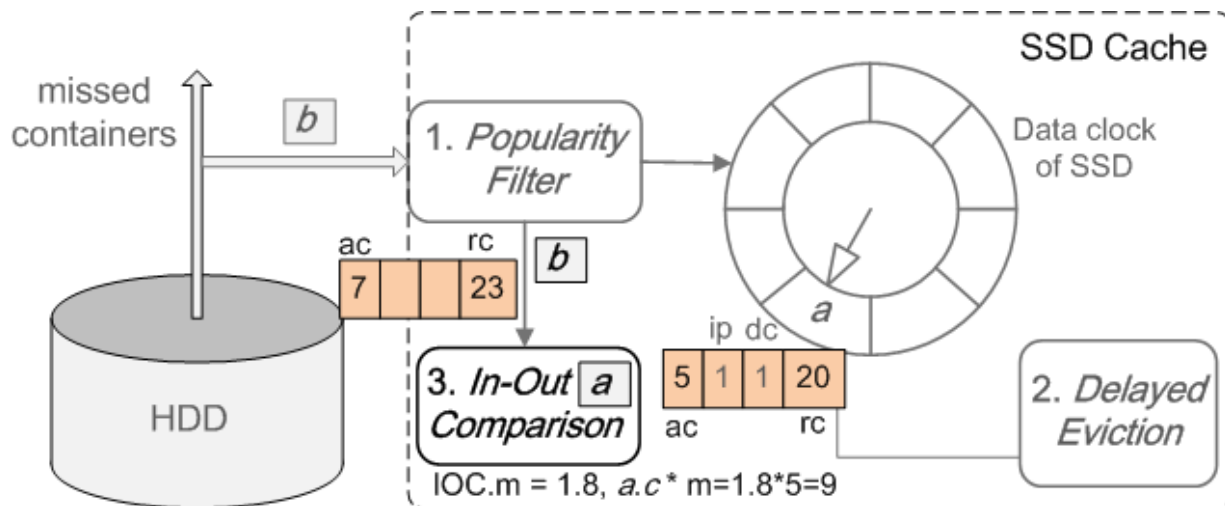 SSD Cache
missed
containers
b
1. Popularity
Filter
Data clock
of SSD
ac
rc
7
23
b
a
ip
dc
HDD
3. In-Out a
Comparison
5
1
1
20
ac
rc
2. Delayed
Eviction
IOC.m = 1.8, a.c * m=1.8*5=9